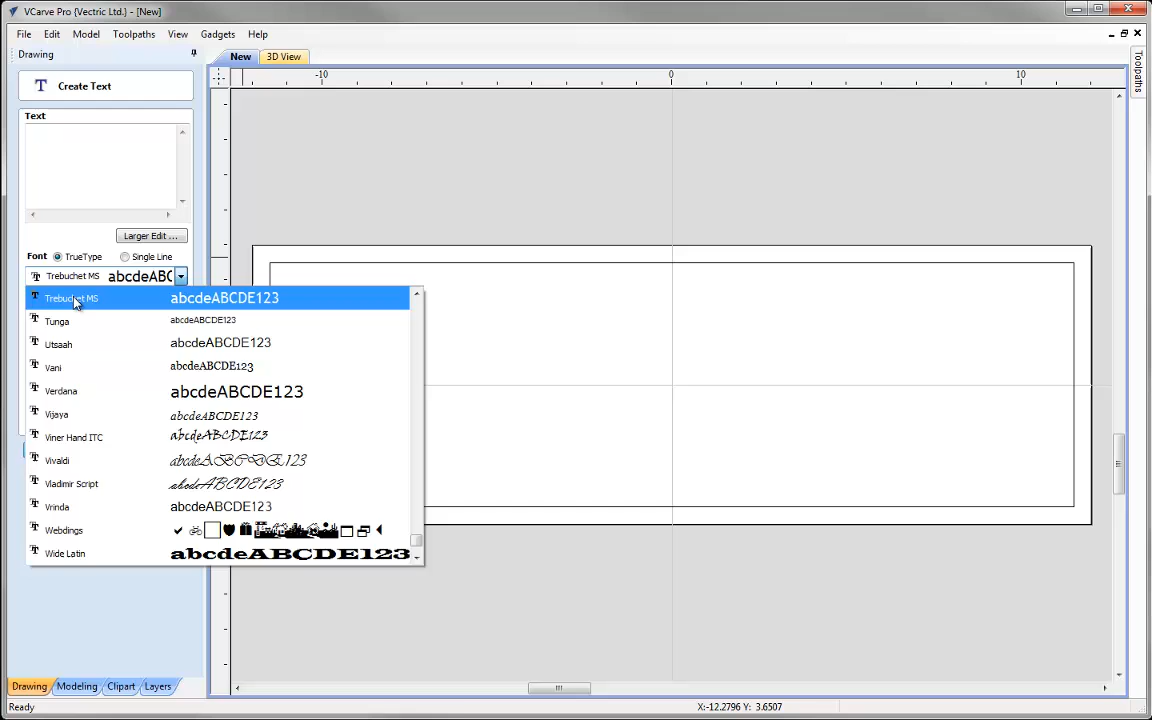 VCarve Pro {Vectric Ltd.} - [New]
File Edit Model Toolpaths View Gadgets Help
Drawing
New 3D View
Toolpaths
Create Text
-10 0 10
Text
Larger Edit ...
Font TrueType Single Line
Trebuchet MS abcdeABC
Trebuchet MS abcdeABCDE123
Tunga abcdeABCDE123
Utsaah abcdeABCDE123
Vani abcdeABCDE123
Verdana abcdeABCDE123
Vijaya abcdeABCDE123
Viner Hand ITC abcdeABCDE123
Vivaldi abcdeABCDE123
Vladimir Script abcdeABCDE123
Vrinda abcdeABCDE123
Webdings
Wide Latin abcdeABCDE123
Drawing Modeling Clipart Layers
Ready X:-12.2796 Y: 3.6507